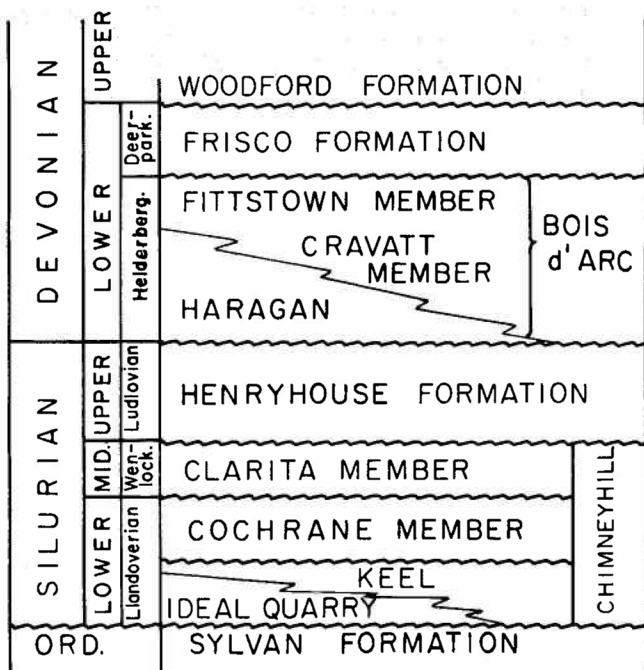 DEVONIAN
UPPER
LOWER
Deer-
park.
Helderberg.
WOODFORD FORMATION
FRISCO FORMATION
FITTSTOWN MEMBER
CRAVATT
MEMBER
HARAGAN
BOIS
d'ARC
SILURIAN
UPPER
MID.
LOWER
Ludlovian
Wen-
lock.
Llandoverian
HENRYHOUSE FORMATION
CLARITA MEMBER
COCHRANE MEMBER
KEEL
IDEAL QUARRY
CHIMNEYHILL
ORD.
SYLVAN FORMATION